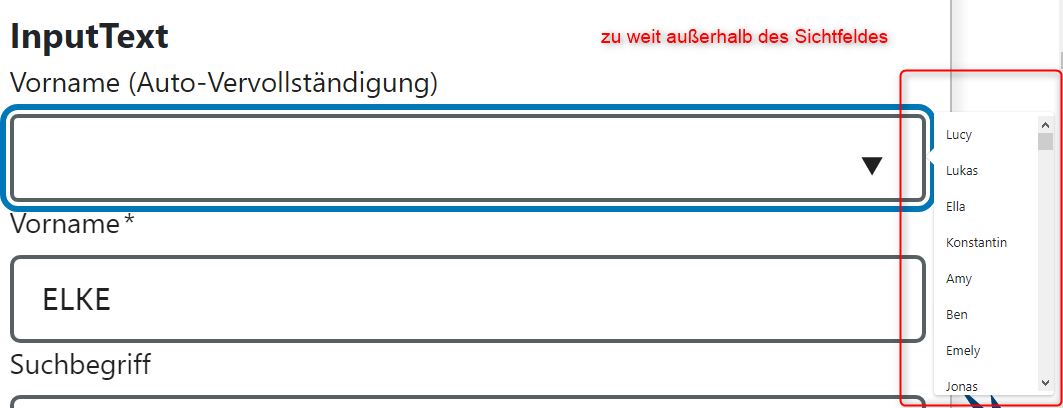 InputText
zu weit außerhalb des Sichtfeldes
Vorname (Auto-Vervollständigung)
Vorname*
ELKE
Suchbegriff
Lucy
Lukas
Ella
Konstantin
Amy
Ben
Emely
Jonas